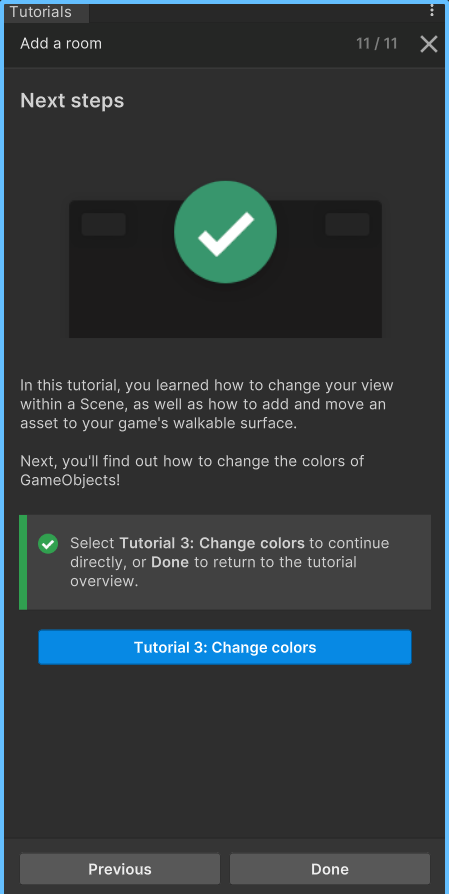 Tutorials
Add a room
11 / 11
Next steps
In this tutorial, you learned how to change your view
within a Scene, as well as how to add and move an
asset to your game's walkable surface.
Next, you'll find out how to change the colors of
GameObjects!
Select Tutorial 3: Change colors to continue
directly, or Done to return to the tutorial
overview.
Tutorial 3: Change colors
Previous
Done